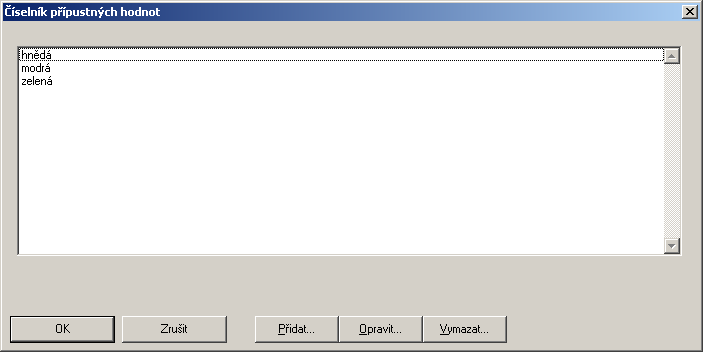 Číselník přípustných hodnot
hnědá
modrá
zelená
OK Zrušit Přidat... Opravit... Vymazat...